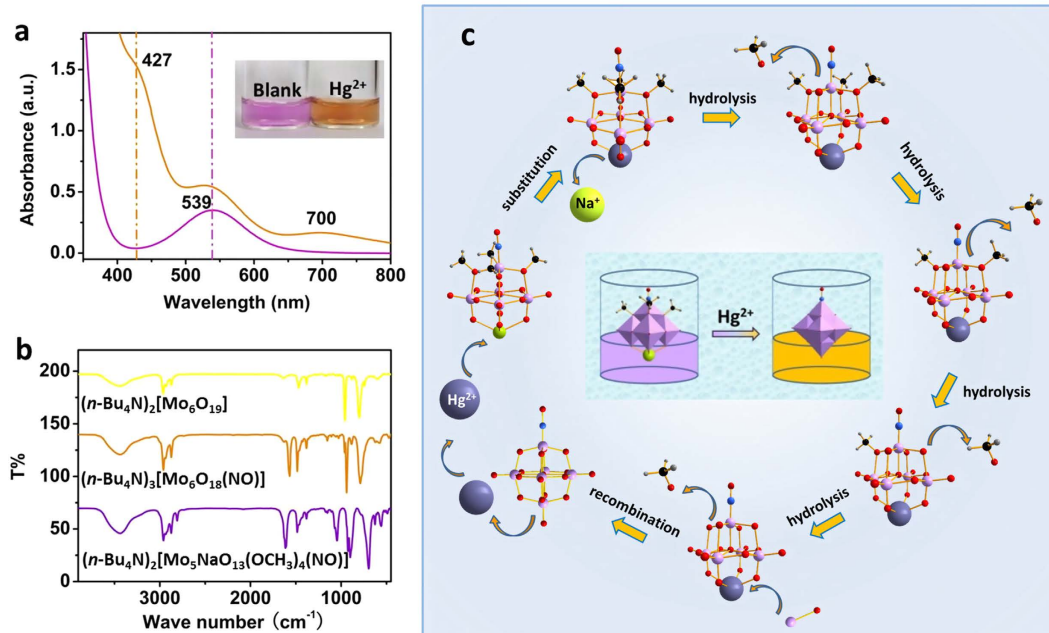 a
Absorbance (a.u.)
1.5
1.0
0.5
0.0
427
539
700
Blank
Hg²⁺
400 500 600 700 800
Wavelength (nm)
b
T%
200
150
100
50
0
(n-Bu₄N)₂[Mo₆O₁₉]
(n-Bu₄N)₃[Mo₆O₁₈(NO)]
(n-Bu₄N)₂[Mo₅NaO₁₃(OCH₃)₄(NO)]
3000 2000 1000
Wave number (cm⁻¹)
c
substitution
Na⁺
hydrolysis
hydrolysis
hydrolysis
hydrolysis
recombination
Hg²⁺
Hg²⁺